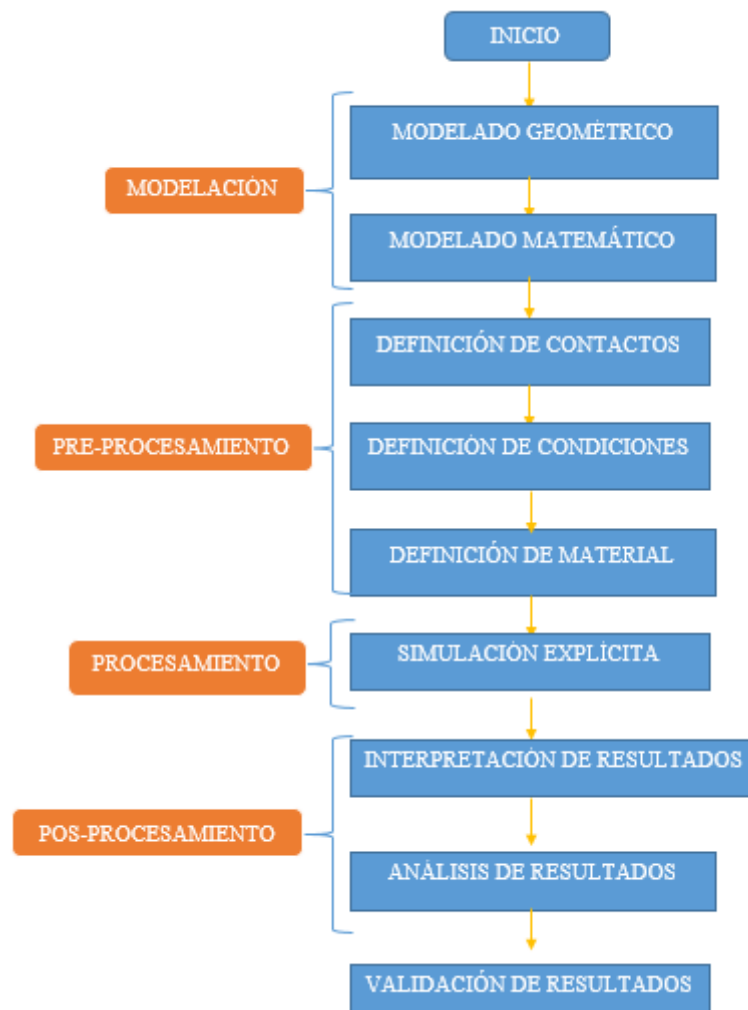 INICIO
MODELADO GEOMÉTRICO
MODELACIÓN
MODELADO MATEMÁTICO
DEFINICIÓN DE CONTACTOS
PRE-PROCESAMIENTO
DEFINICIÓN DE CONDICIONES
DEFINICIÓN DE MATERIAL
PROCESAMIENTO
SIMULACIÓN EXPLÍCITA
INTERPRETACIÓN DE RESULTADOS
POS-PROCESAMIENTO
ANÁLISIS DE RESULTADOS
VALIDACIÓN DE RESULTADOS